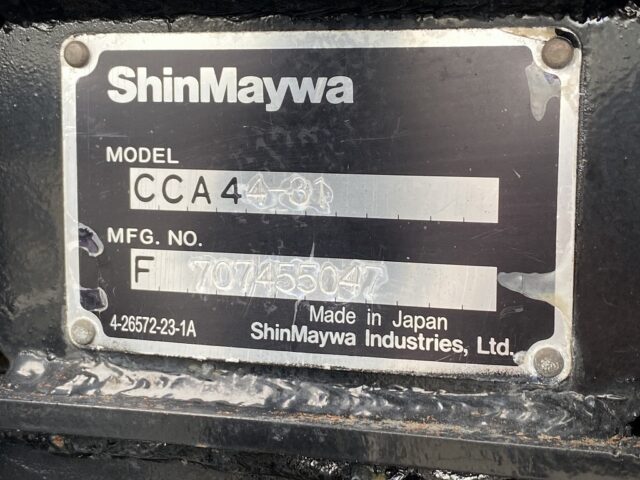 ShinMaywa
MODEL
CCA44-31
MFG. NO.
F 707455047
Made in Japan
4-26572-23-1A
ShinMaywa Industries, Ltd.